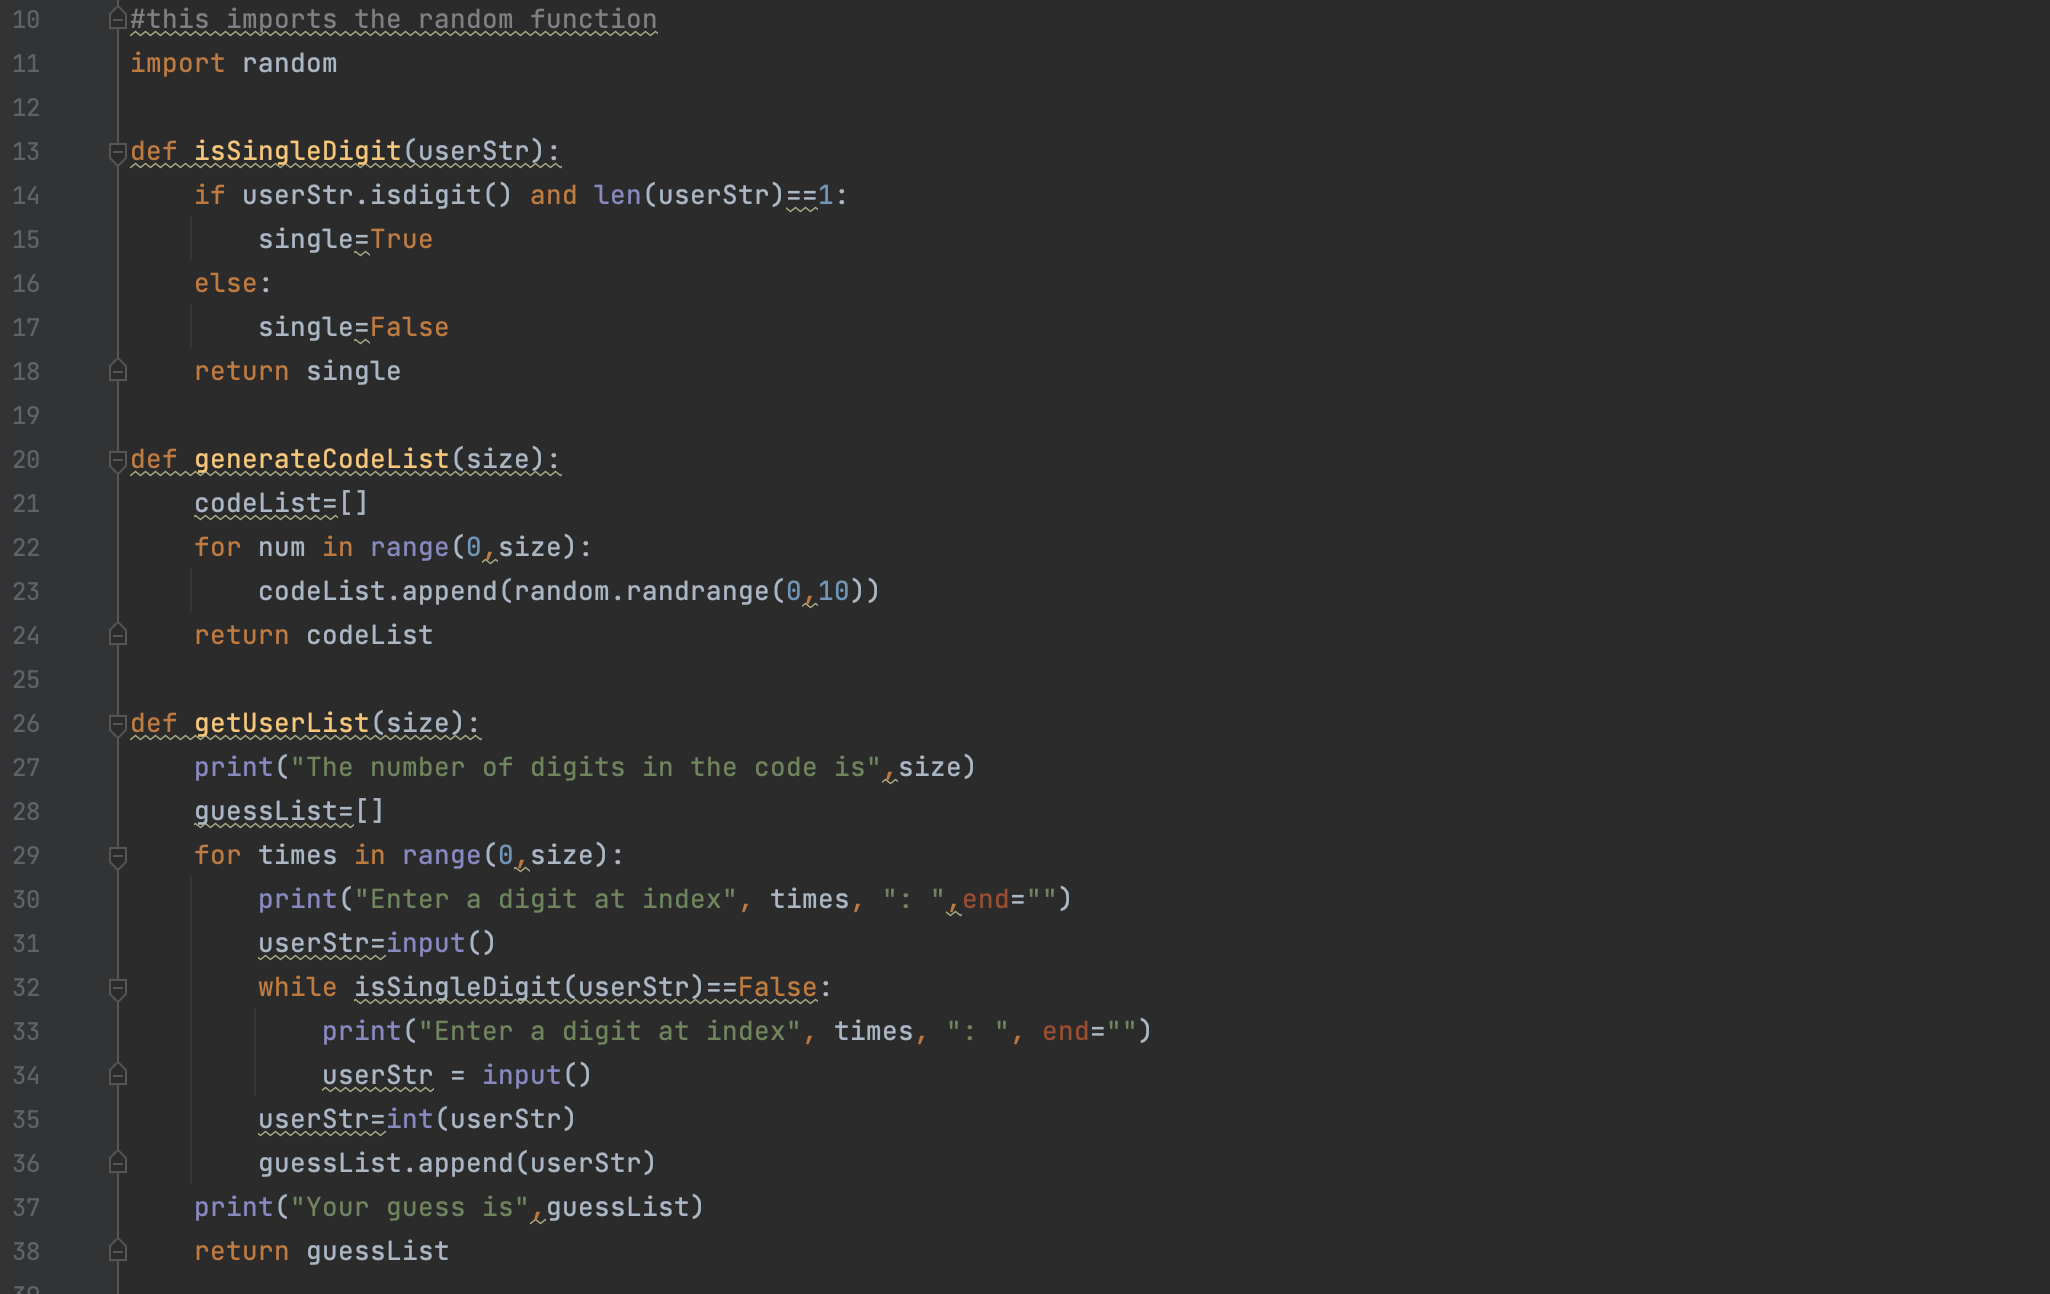 10 #this imports the random function
11 import random
12
13 def isSingleDigit(userStr):
14     if userStr.isdigit() and len(userStr)==1:
15         single=True
16     else:
17         single=False
18     return single
19
20 def generateCodeList(size):
21     codeList=[]
22     for num in range(0,size):
23         codeList.append(random.randrange(0,10))
24     return codeList
25
26 def getUserList(size):
27     print("The number of digits in the code is",size)
28     guessList=[]
29     for times in range(0,size):
30         print("Enter a digit at index", times, ": ",end="")
31         userStr=input()
32         while isSingleDigit(userStr)==False:
33             print("Enter a digit at index", times, ": ", end="")
34             userStr = input()
35         userStr=int(userStr)
36         guessList.append(userStr)
37     print("Your guess is",guessList)
38     return guessList
39